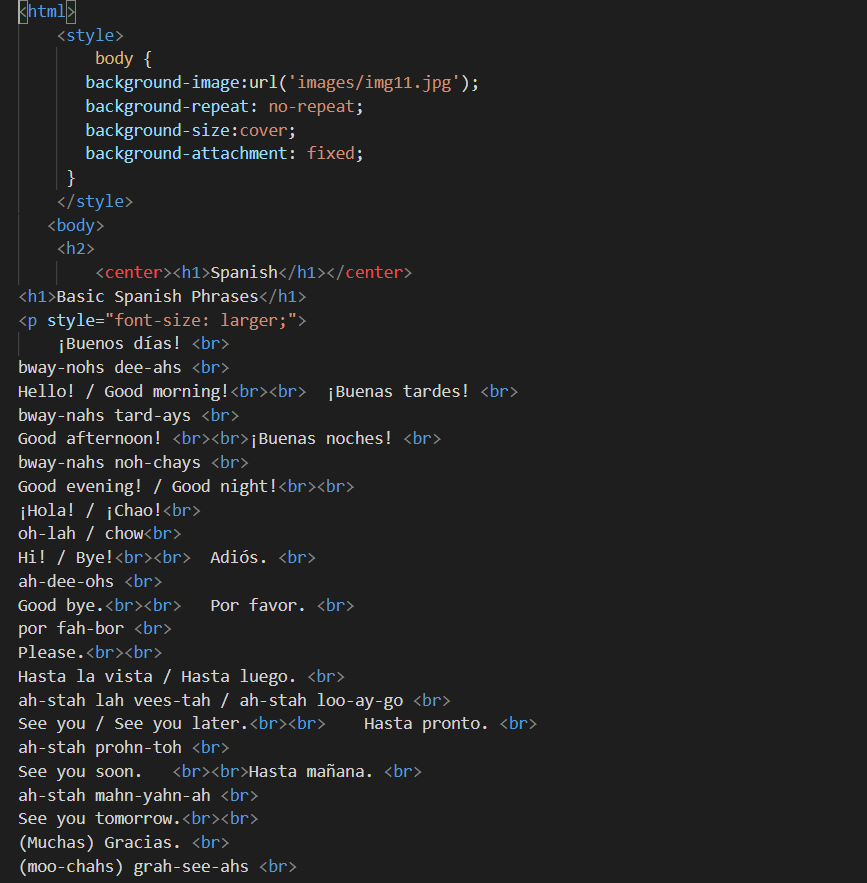 <html>
<style>
body {
background-image:url('images/img11.jpg');
background-repeat: no-repeat;
background-size:cover;
background-attachment: fixed;
}
</style>
<body>
<h2>
<center><h1>Spanish</h1></center>
<h1>Basic Spanish Phrases</h1>
<p style="font-size: larger;">
¡Buenos días! <br>
bway-nohs dee-ahs <br>
Hello! / Good morning!<br><br>  ¡Buenas tardes! <br>
bway-nahs tard-ays <br>
Good afternoon! <br><br>¡Buenas noches! <br>
bway-nahs noh-chays <br>
Good evening! / Good night!<br><br>
¡Hola! / ¡Chao!<br>
oh-lah / chow<br>
Hi! / Bye!<br><br>  Adiós. <br>
ah-dee-ohs <br>
Good bye.<br><br>   Por favor. <br>
por fah-bor <br>
Please.<br><br>
Hasta la vista / Hasta luego. <br>
ah-stah lah vees-tah / ah-stah loo-ay-go <br>
See you / See you later.<br><br>    Hasta pronto. <br>
ah-stah prohn-toh <br>
See you soon.   <br><br>Hasta mañana. <br>
ah-stah mahn-yahn-ah <br>
See you tomorrow.<br><br>
(Muchas) Gracias. <br>
(moo-chahs) grah-see-ahs <br>